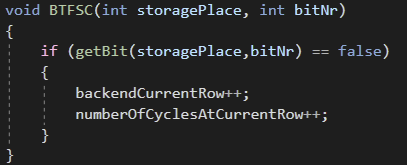 void BTFSC(int storagePlace, int bitNr)
{
    if (getBit(storagePlace,bitNr) == false)
    {
        backendCurrentRow++;
        numberOfCyclesAtCurrentRow++;
    }
}